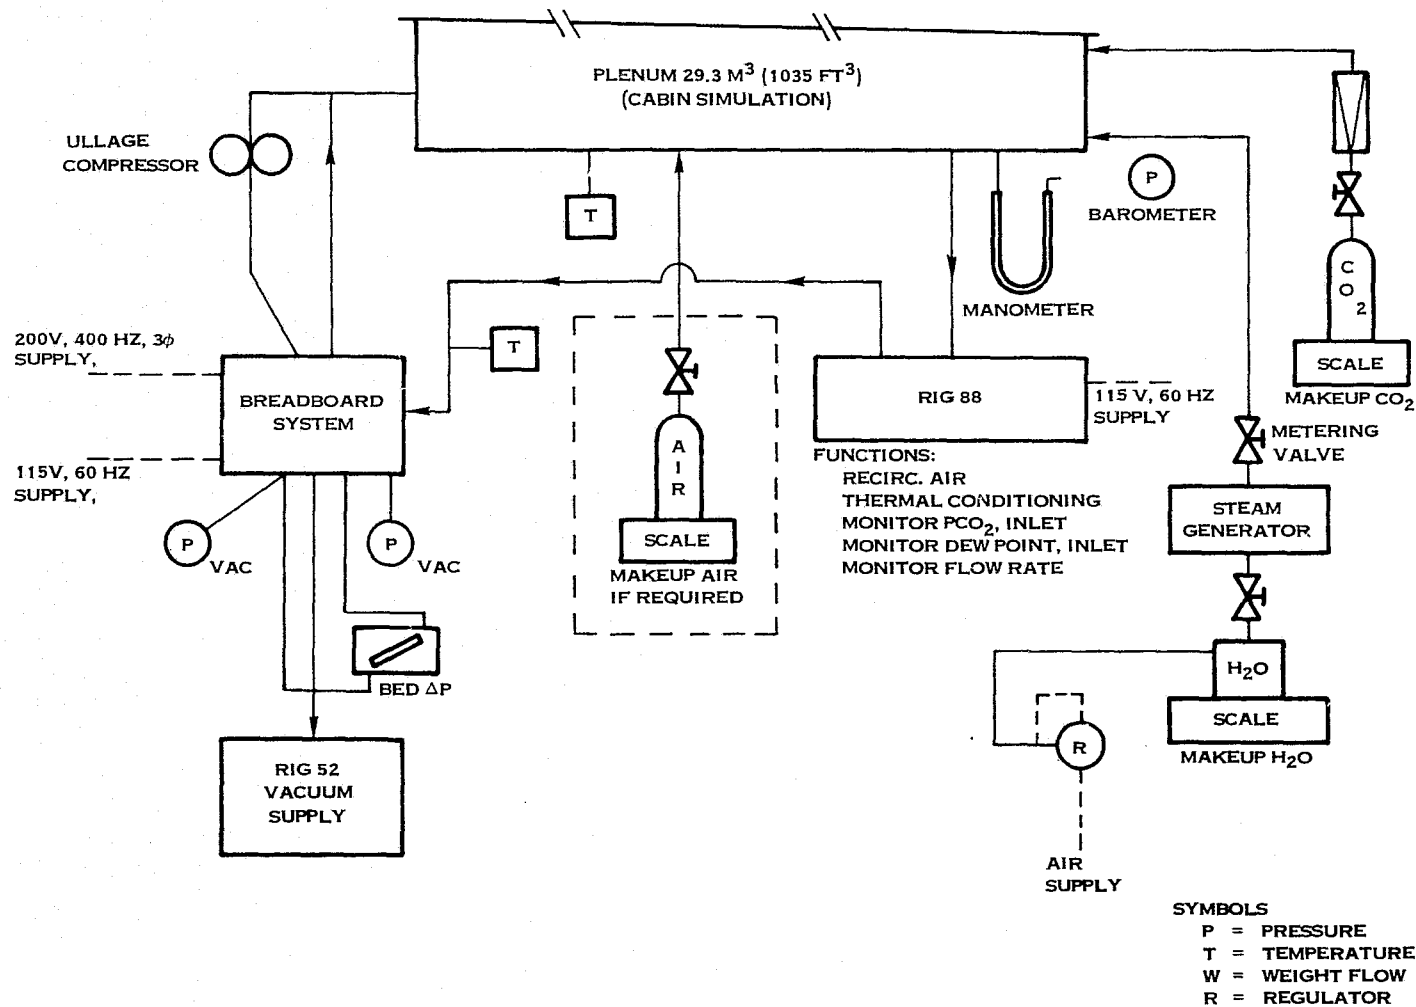 PLENUM 29.3 M3 (1035 FT3)
(CABIN SIMULATION)
ULLAGE
COMPRESSOR
T
P
BAROMETER
MANOMETER
CO2
SCALE
MAKEUP CO2
200V, 400 HZ, 3ϕ
SUPPLY,
T
BREADBOARD
SYSTEM
115V, 60 HZ
SUPPLY,
P
VAC
P
VAC
AIR
SCALE
MAKEUP AIR
IF REQUIRED
RIG 88
115 V, 60 HZ
SUPPLY
FUNCTIONS:
RECIRC. AIR
THERMAL CONDITIONING
MONITOR PCO2, INLET
MONITOR DEW POINT, INLET
MONITOR FLOW RATE
METERING
VALVE
STEAM
GENERATOR
H2O
SCALE
MAKEUP H2O
BED ΔP
RIG 52
VACUUM
SUPPLY
R
AIR
SUPPLY
SYMBOLS
P = PRESSURE
T = TEMPERATURE
W = WEIGHT FLOW
R = REGULATOR